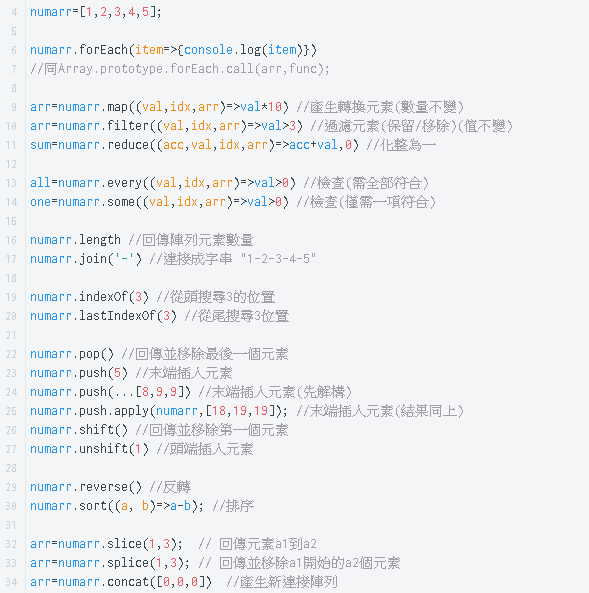 4 numarr=[1,2,3,4,5];
5
6 numarr.forEach(item=>{console.log(item)})
7 //同Array.prototype.forEach.call(arr,func);
8
9 arr=numarr.map((val,idx,arr)=>val*10) //產生轉換元素(數量不變)
10 arr=numarr.filter((val,idx,arr)=>val>3) //過濾元素(保留/移除)(值不變)
11 sum=numarr.reduce((acc,val,idx,arr)=>acc+val,0) //化整為一
12
13 all=numarr.every((val,idx,arr)=>val>0) //檢查(需全部符合)
14 one=numarr.some((val,idx,arr)=>val>0) //檢查(僅需一項符合)
15
16 numarr.length //回傳陣列元素數量
17 numarr.join('-') //連接成字串 "1-2-3-4-5"
18
19 numarr.indexOf(3) //從頭搜尋3的位置
20 numarr.lastIndexOf(3) //從尾搜尋3位置
21
22 numarr.pop() //回傳並移除最後一個元素
23 numarr.push(5) //末端插入元素
24 numarr.push(...[8,9,9]) //末端插入元素(先解構)
25 numarr.push.apply(numarr,[18,19,19]); //末端插入元素(結果同上)
26 numarr.shift() //回傳並移除第一個元素
27 numarr.unshift(1) //頭端插入元素
28
29 numarr.reverse() //反轉
30 numarr.sort((a, b)=>a-b); //排序
31
32 arr=numarr.slice(1,3);  // 回傳元素a1到a2
33 arr=numarr.splice(1,3); // 回傳並移除a1開始的a2個元素
34 arr=numarr.concat([0,0,0])  //產生新連接陣列